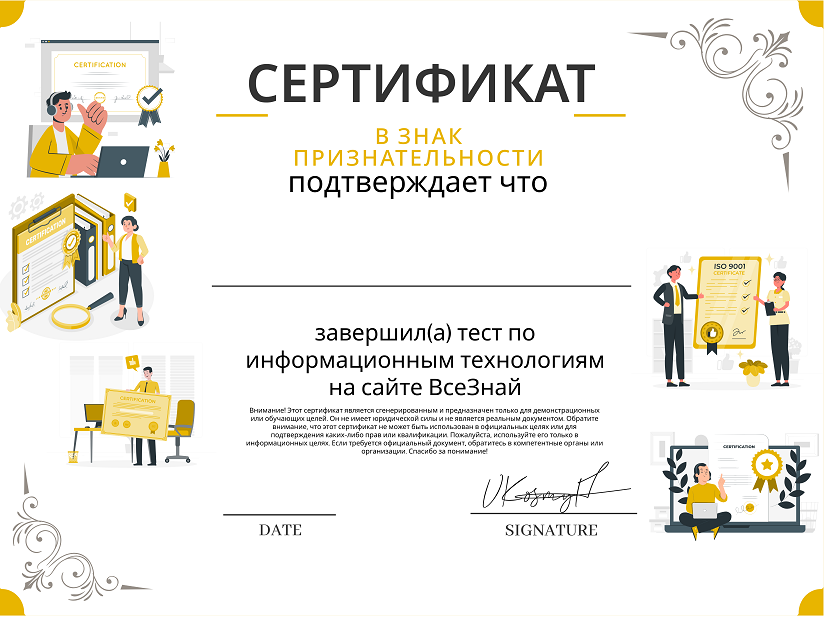 СЕРТИФИКАТ
В ЗНАК
ПРИЗНАТЕЛЬНОСТИ
подтверждает что
завершил(а) тест по
информационным технологиям
на сайте ВсеЗнай
Внимание! Этот сертификат является сгенерированным и предназначен только для демонстрационных
или обучающих целей. Он не имеет юридической силы и не является реальным документом. Обратите
внимание, что этот сертификат не может быть использован в официальных целях или для
подтверждения каких-либо прав или квалификации. Пожалуйста, используйте его только в
информационных целях. Если требуется официальный документ, обратитесь в компетентные органы или
организации. Спасибо за понимание!
DATE
SIGNATURE
CERTIFICATION
CERTIFICATION
CERTIFICATION
ISO 9001
CERTIFICATE
CERTIFICATION